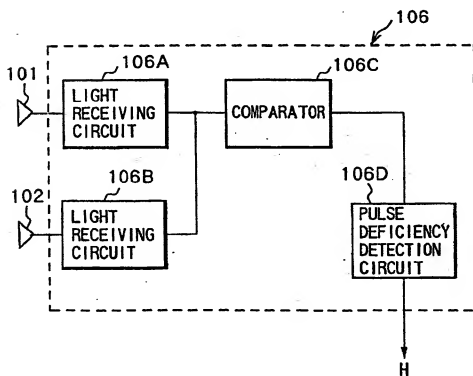 106
101
106A
LIGHT
RECEIVING
CIRCUIT
106C
COMPARATOR
102
106B
LIGHT
RECEIVING
CIRCUIT
106D
PULSE
DEFICIENCY
DETECTION
CIRCUIT
H